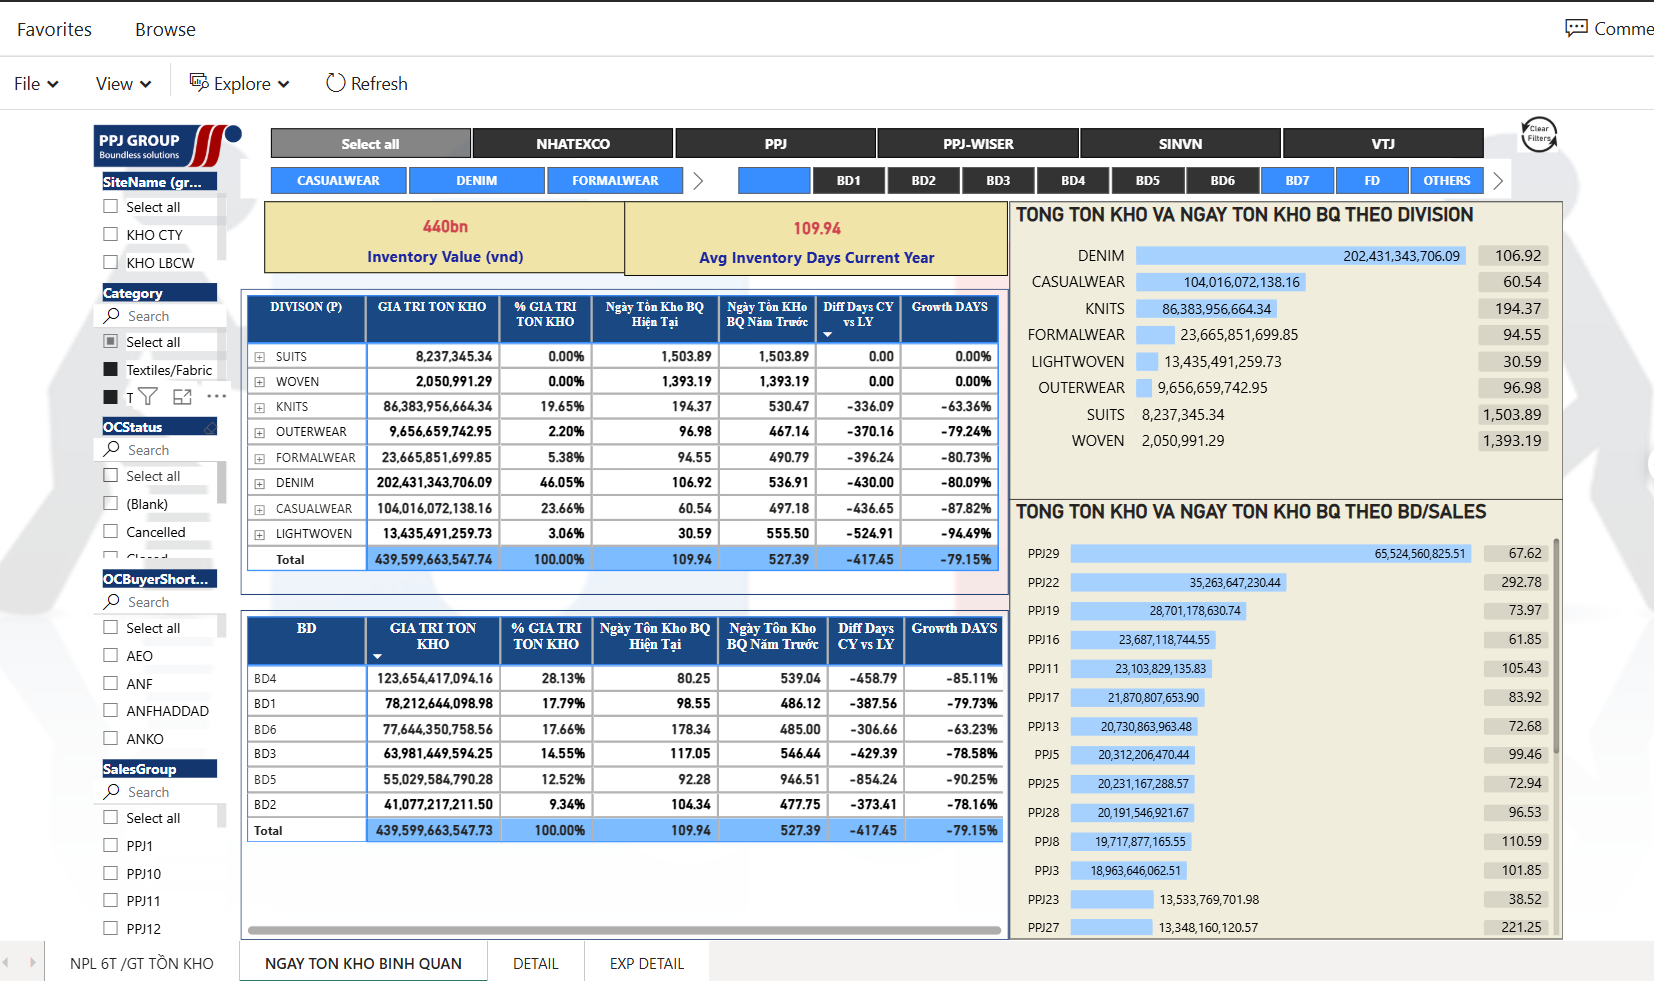 Favorites Browse Comme
File View Explore Refresh
PPJ GROUP
Boundless solutions
Select all NHATEXCO PPJ PPJ-WISER SINVN VTJ
Clear Filters
CASUALWEAR DENIM FORMALWEAR BD1 BD2 BD3 BD4 BD5 BD6 BD7 FD OTHERS
SiteName (gr...
Select all
KHO CTY
KHO LBCW
Category
Search
Select all
Textiles/Fabric
T
OCStatus
Search
Select all
(Blank)
Cancelled
OCBuyerShort...
Search
Select all
AEO
ANF
ANFHADDAD
ANKO
SalesGroup
Search
Select all
PPJ1
PPJ10
PPJ11
PPJ12
440bn
Inventory Value (vnd)
109.94
Avg Inventory Days Current Year
DIVISON (P) GIA TRI TON KHO % GIA TRI TON KHO Ngày Tồn Kho BQ Hiện Tại Ngày Tồn KHo BQ Năm Trước Diff Days CY vs LY Growth DAYS
SUITS 8,237,345.34 0.00% 1,503.89 1,503.89 0.00 0.00%
WOVEN 2,050,991.29 0.00% 1,393.19 1,393.19 0.00 0.00%
KNITS 86,383,956,664.34 19.65% 194.37 530.47 -336.09 -63.36%
OUTERWEAR 9,656,659,742.95 2.20% 96.98 467.14 -370.16 -79.24%
FORMALWEAR 23,665,851,699.85 5.38% 94.55 490.79 -396.24 -80.73%
DENIM 202,431,343,706.09 46.05% 106.92 536.91 -430.00 -80.09%
CASUALWEAR 104,016,072,138.16 23.66% 60.54 497.18 -436.65 -87.82%
LIGHTWOVEN 13,435,491,259.73 3.06% 30.59 555.50 -524.91 -94.49%
Total 439,599,663,547.74 100.00% 109.94 527.39 -417.45 -79.15%
BD GIA TRI TON KHO % GIA TRI TON KHO Ngày Tồn Kho BQ Hiện Tại Ngày Tồn Kho BQ Năm Trước Diff Days CY vs LY Growth DAYS
BD4 123,654,417,094.16 28.13% 80.25 539.04 -458.79 -85.11%
BD1 78,212,644,098.98 17.79% 98.55 486.12 -387.56 -79.73%
BD6 77,644,350,758.56 17.66% 178.34 485.00 -306.66 -63.23%
BD3 63,981,449,594.25 14.55% 117.05 546.44 -429.39 -78.58%
BD5 55,029,584,790.28 12.52% 92.28 946.51 -854.24 -90.25%
BD2 41,077,217,211.50 9.34% 104.34 477.75 -373.41 -78.16%
Total 439,599,663,547.73 100.00% 109.94 527.39 -417.45 -79.15%
TONG TON KHO VA NGAY TON KHO BQ THEO DIVISION
DENIM 202,431,343,706.09 106.92
CASUALWEAR 104,016,072,138.16 60.54
KNITS 86,383,956,664.34 194.37
FORMALWEAR 23,665,851,699.85 94.55
LIGHTWOVEN 13,435,491,259.73 30.59
OUTERWEAR 9,656,659,742.95 96.98
SUITS 8,237,345.34 1,503.89
WOVEN 2,050,991.29 1,393.19
TONG TON KHO VA NGAY TON KHO BQ THEO BD/SALES
PPJ29 65,524,560,825.51 67.62
PPJ22 35,263,647,230.44 292.78
PPJ19 28,701,178,630.74 73.97
PPJ16 23,687,118,744.55 61.85
PPJ11 23,103,829,135.83 105.43
PPJ17 21,870,807,653.90 83.92
PPJ13 20,730,863,963.48 72.68
PPJ5 20,312,206,470.44 99.46
PPJ25 20,231,167,288.57 72.94
PPJ28 20,191,546,921.67 96.53
PPJ8 19,717,877,165.55 110.59
PPJ3 18,963,646,062.51 101.85
PPJ23 13,533,769,701.98 38.52
PPJ27 13,348,160,120.57 221.25
NPL 6T /GT TỒN KHO NGAY TON KHO BINH QUAN DETAIL EXP DETAIL